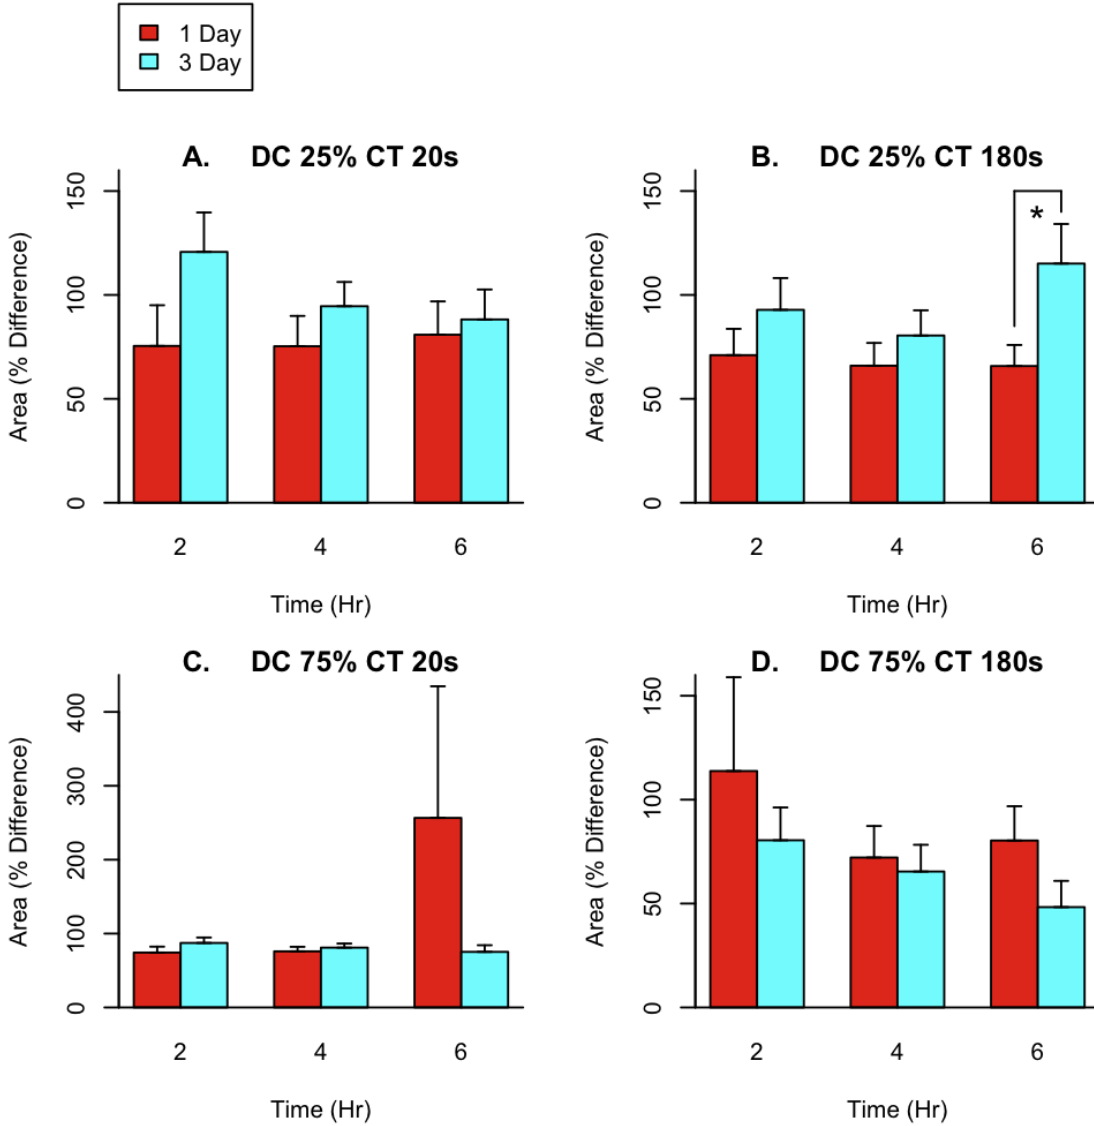 1 Day
3 Day
A. DC 25% CT 20s
150
100
50
0
Area (% Difference)
2 4 6
Time (Hr)
B. DC 25% CT 180s
150
100
50
0
Area (% Difference)
*
2 4 6
Time (Hr)
C. DC 75% CT 20s
400
300
200
100
0
Area (% Difference)
2 4 6
Time (Hr)
D. DC 75% CT 180s
150
100
50
0
Area (% Difference)
2 4 6
Time (Hr)